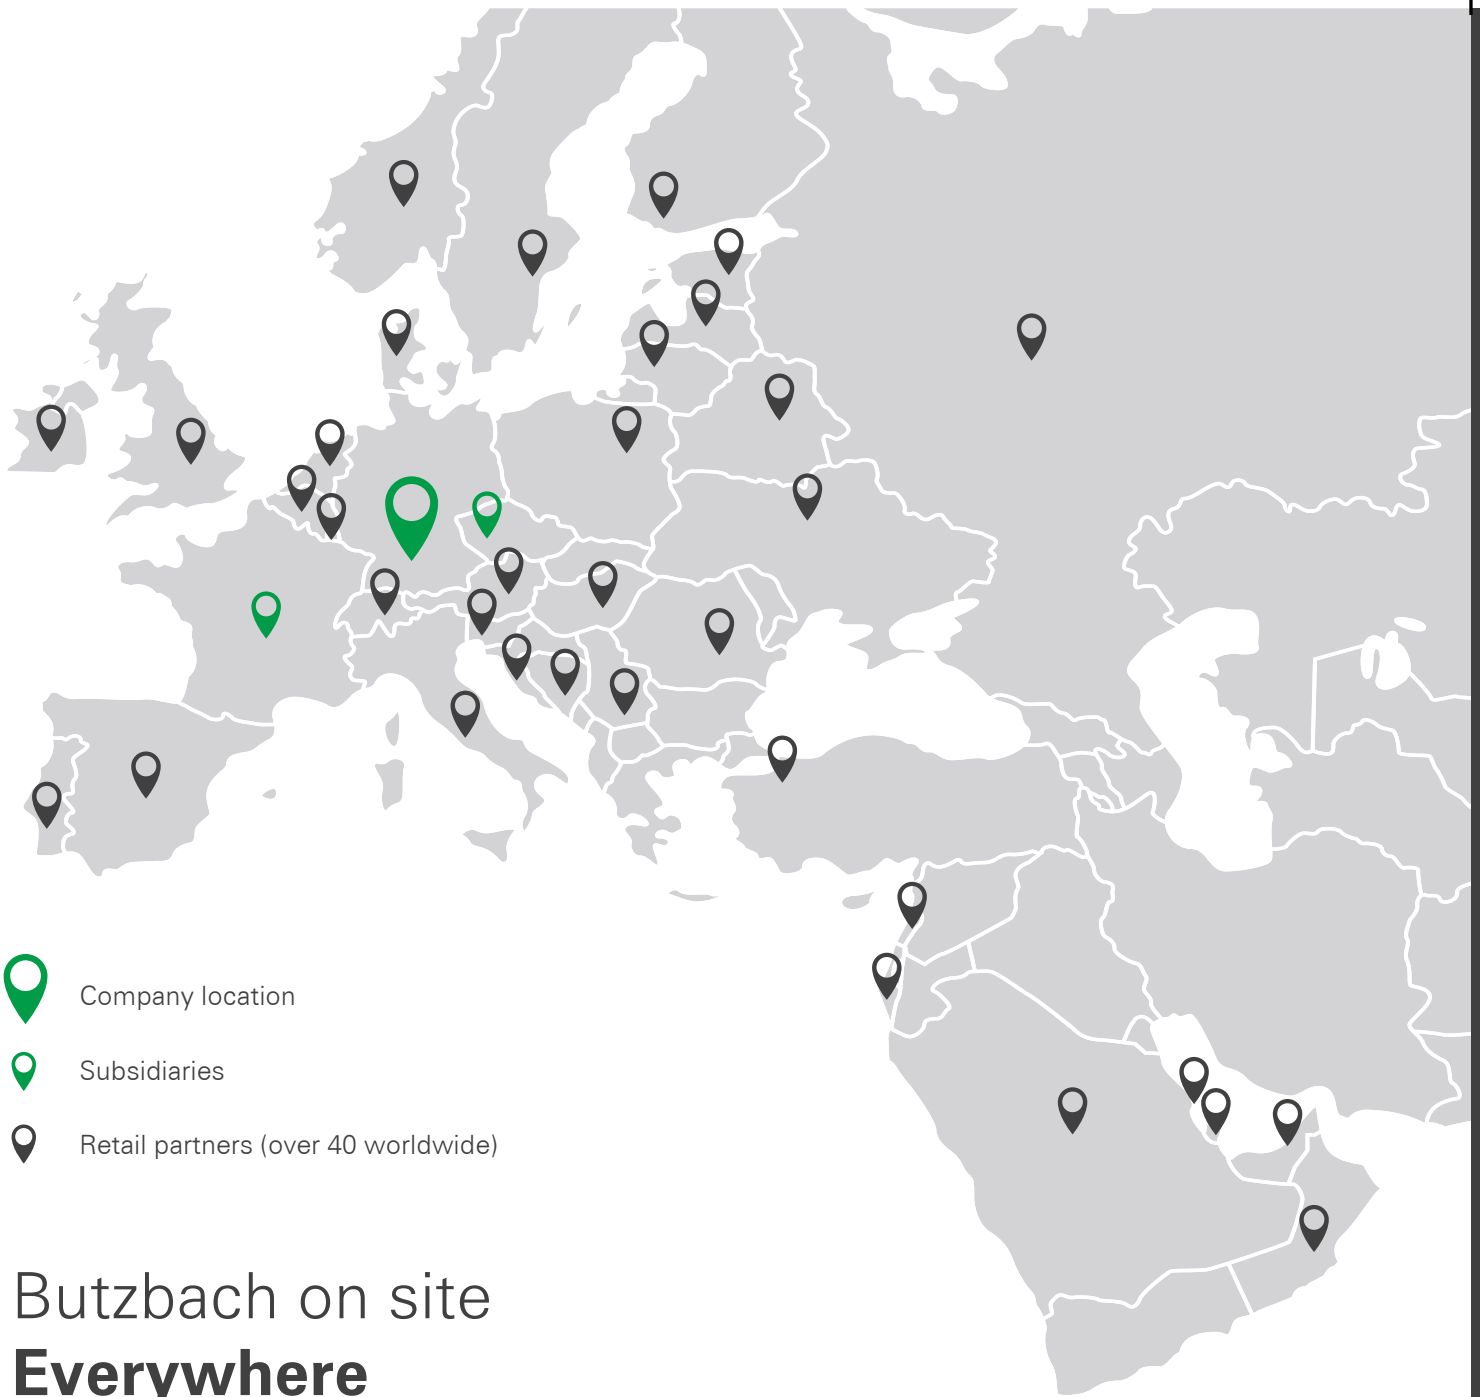 Company location
Subsidiaries
Retail partners (over 40 worldwide)
Butzbach on site
Everywhere